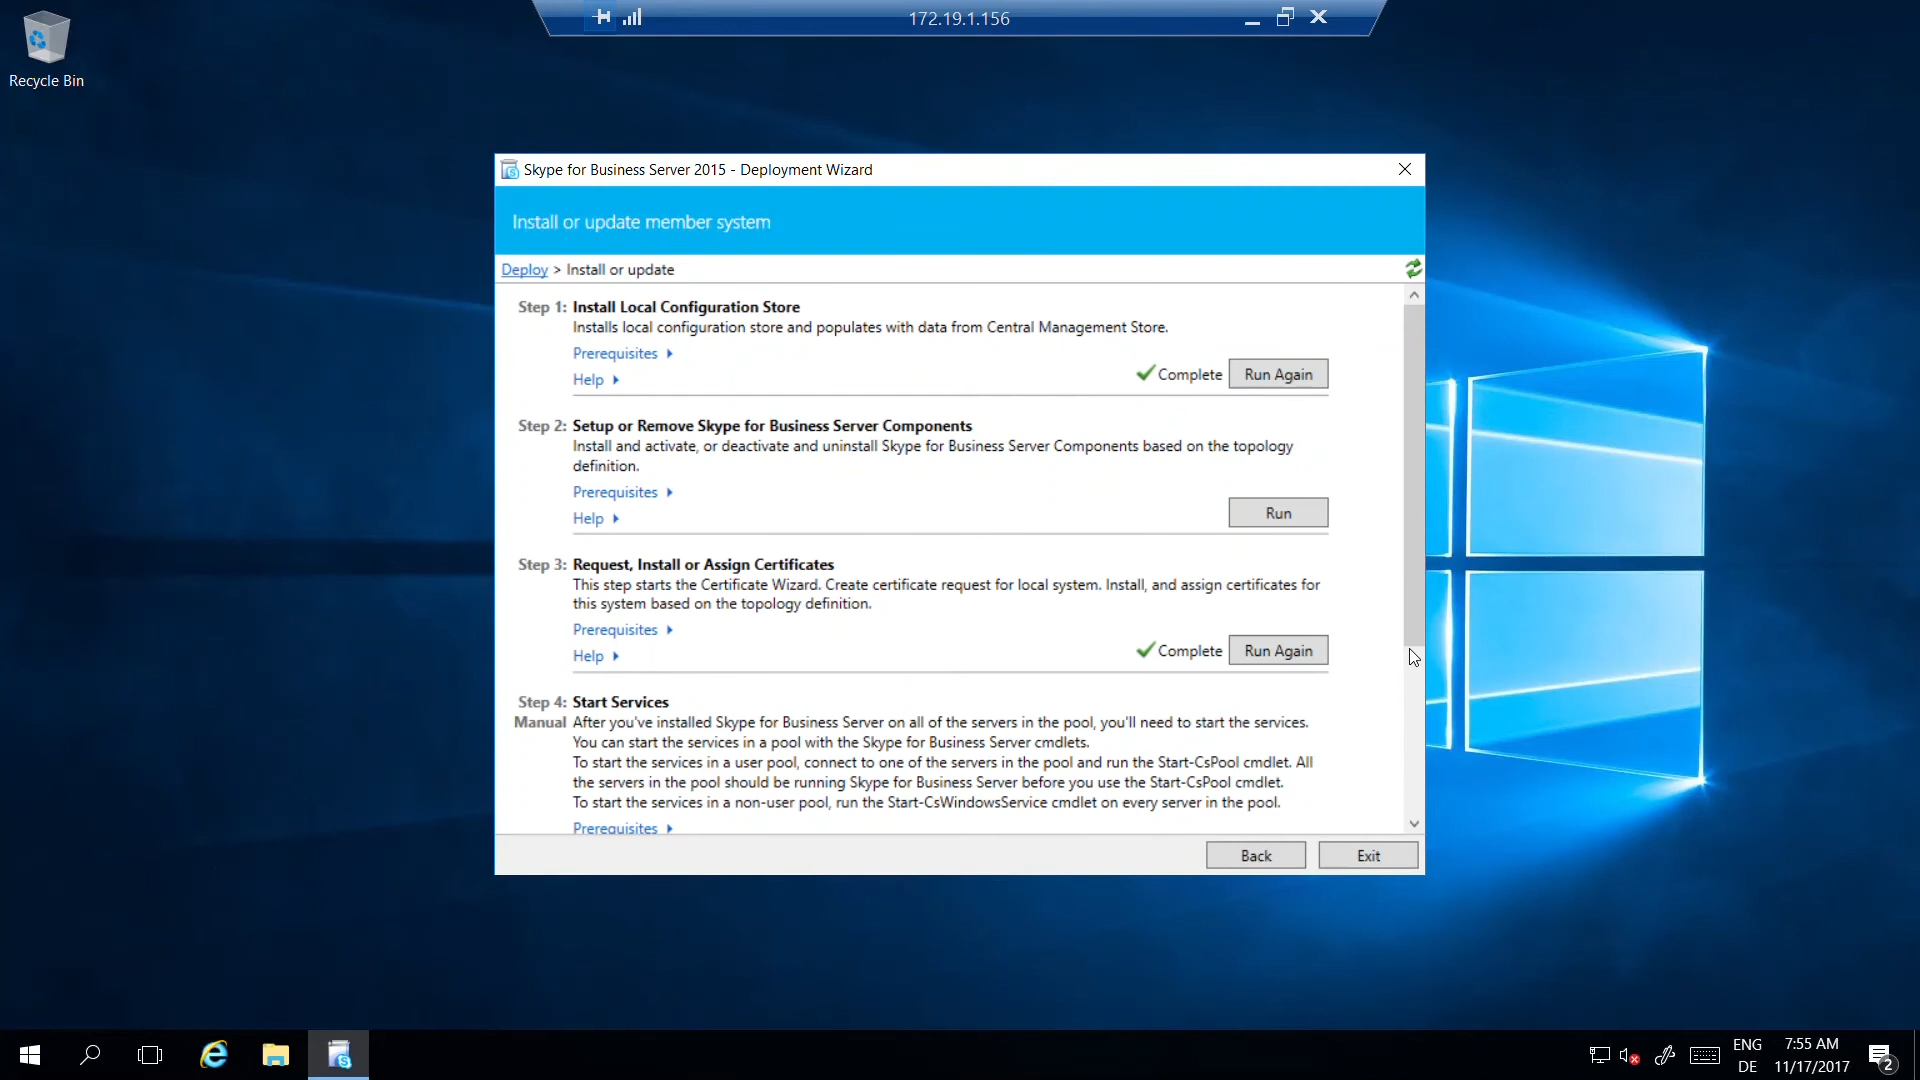 172.19.1.156
Recycle Bin
Skype for Business Server 2015 - Deployment Wizard
Install or update member system
Deploy > Install or update
Step 1: Install Local Configuration Store
Installs local configuration store and populates with data from Central Management Store.
Prerequisites
Help
Complete Run Again
Step 2: Setup or Remove Skype for Business Server Components
Install and activate, or deactivate and uninstall Skype for Business Server Components based on the topology
definition.
Prerequisites
Help
Run
Step 3: Request, Install or Assign Certificates
This step starts the Certificate Wizard. Create certificate request for local system. Install, and assign certificates for
this system based on the topology definition.
Prerequisites
Help
Complete Run Again
Step 4: Start Services
Manual After you've installed Skype for Business Server on all of the servers in the pool, you'll need to start the services.
You can start the services in a pool with the Skype for Business Server cmdlets.
To start the services in a user pool, connect to one of the servers in the pool and run the Start-CsPool cmdlet. All
the servers in the pool should be running Skype for Business Server before you use the Start-CsPool cmdlet.
To start the services in a non-user pool, run the Start-CsWindowsService cmdlet on every server in the pool.
Prerequisites
Back Exit
ENG 7:55 AM
DE 11/17/2017 2